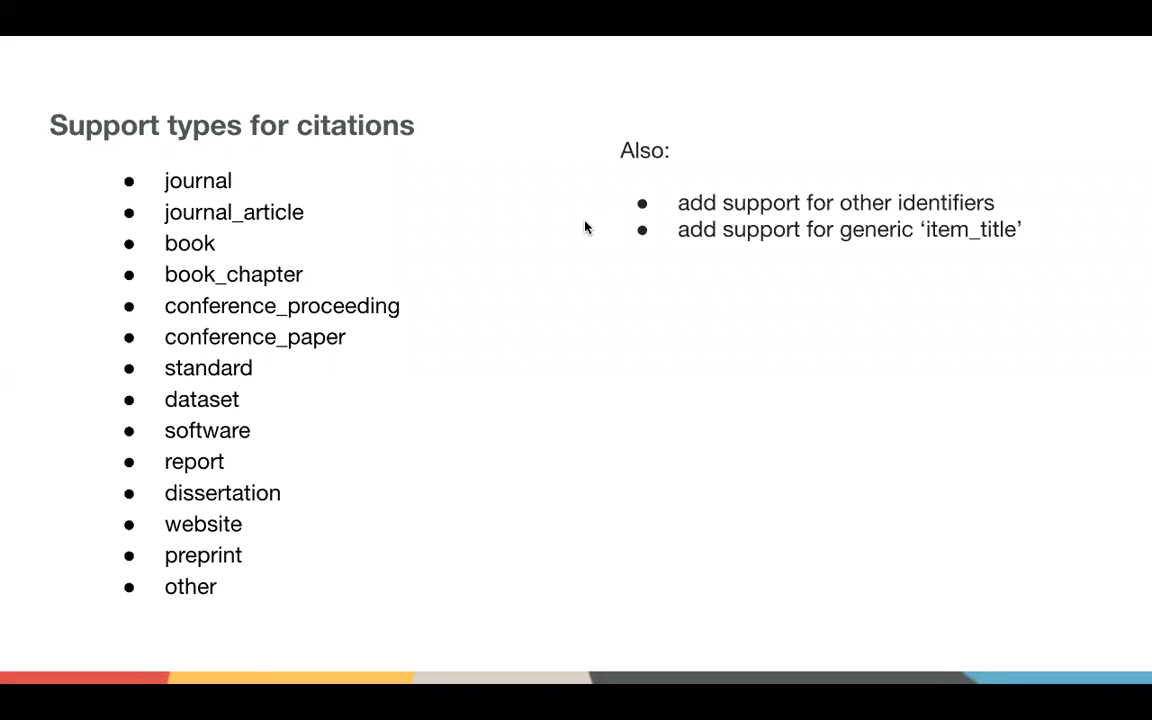 Support types for citations
● journal
● journal_article
● book
● book_chapter
● conference_proceeding
● conference_paper
● standard
● dataset
● software
● report
● dissertation
● website
● preprint
● other
Also:
● add support for other identifiers
● add support for generic ‘item_title’